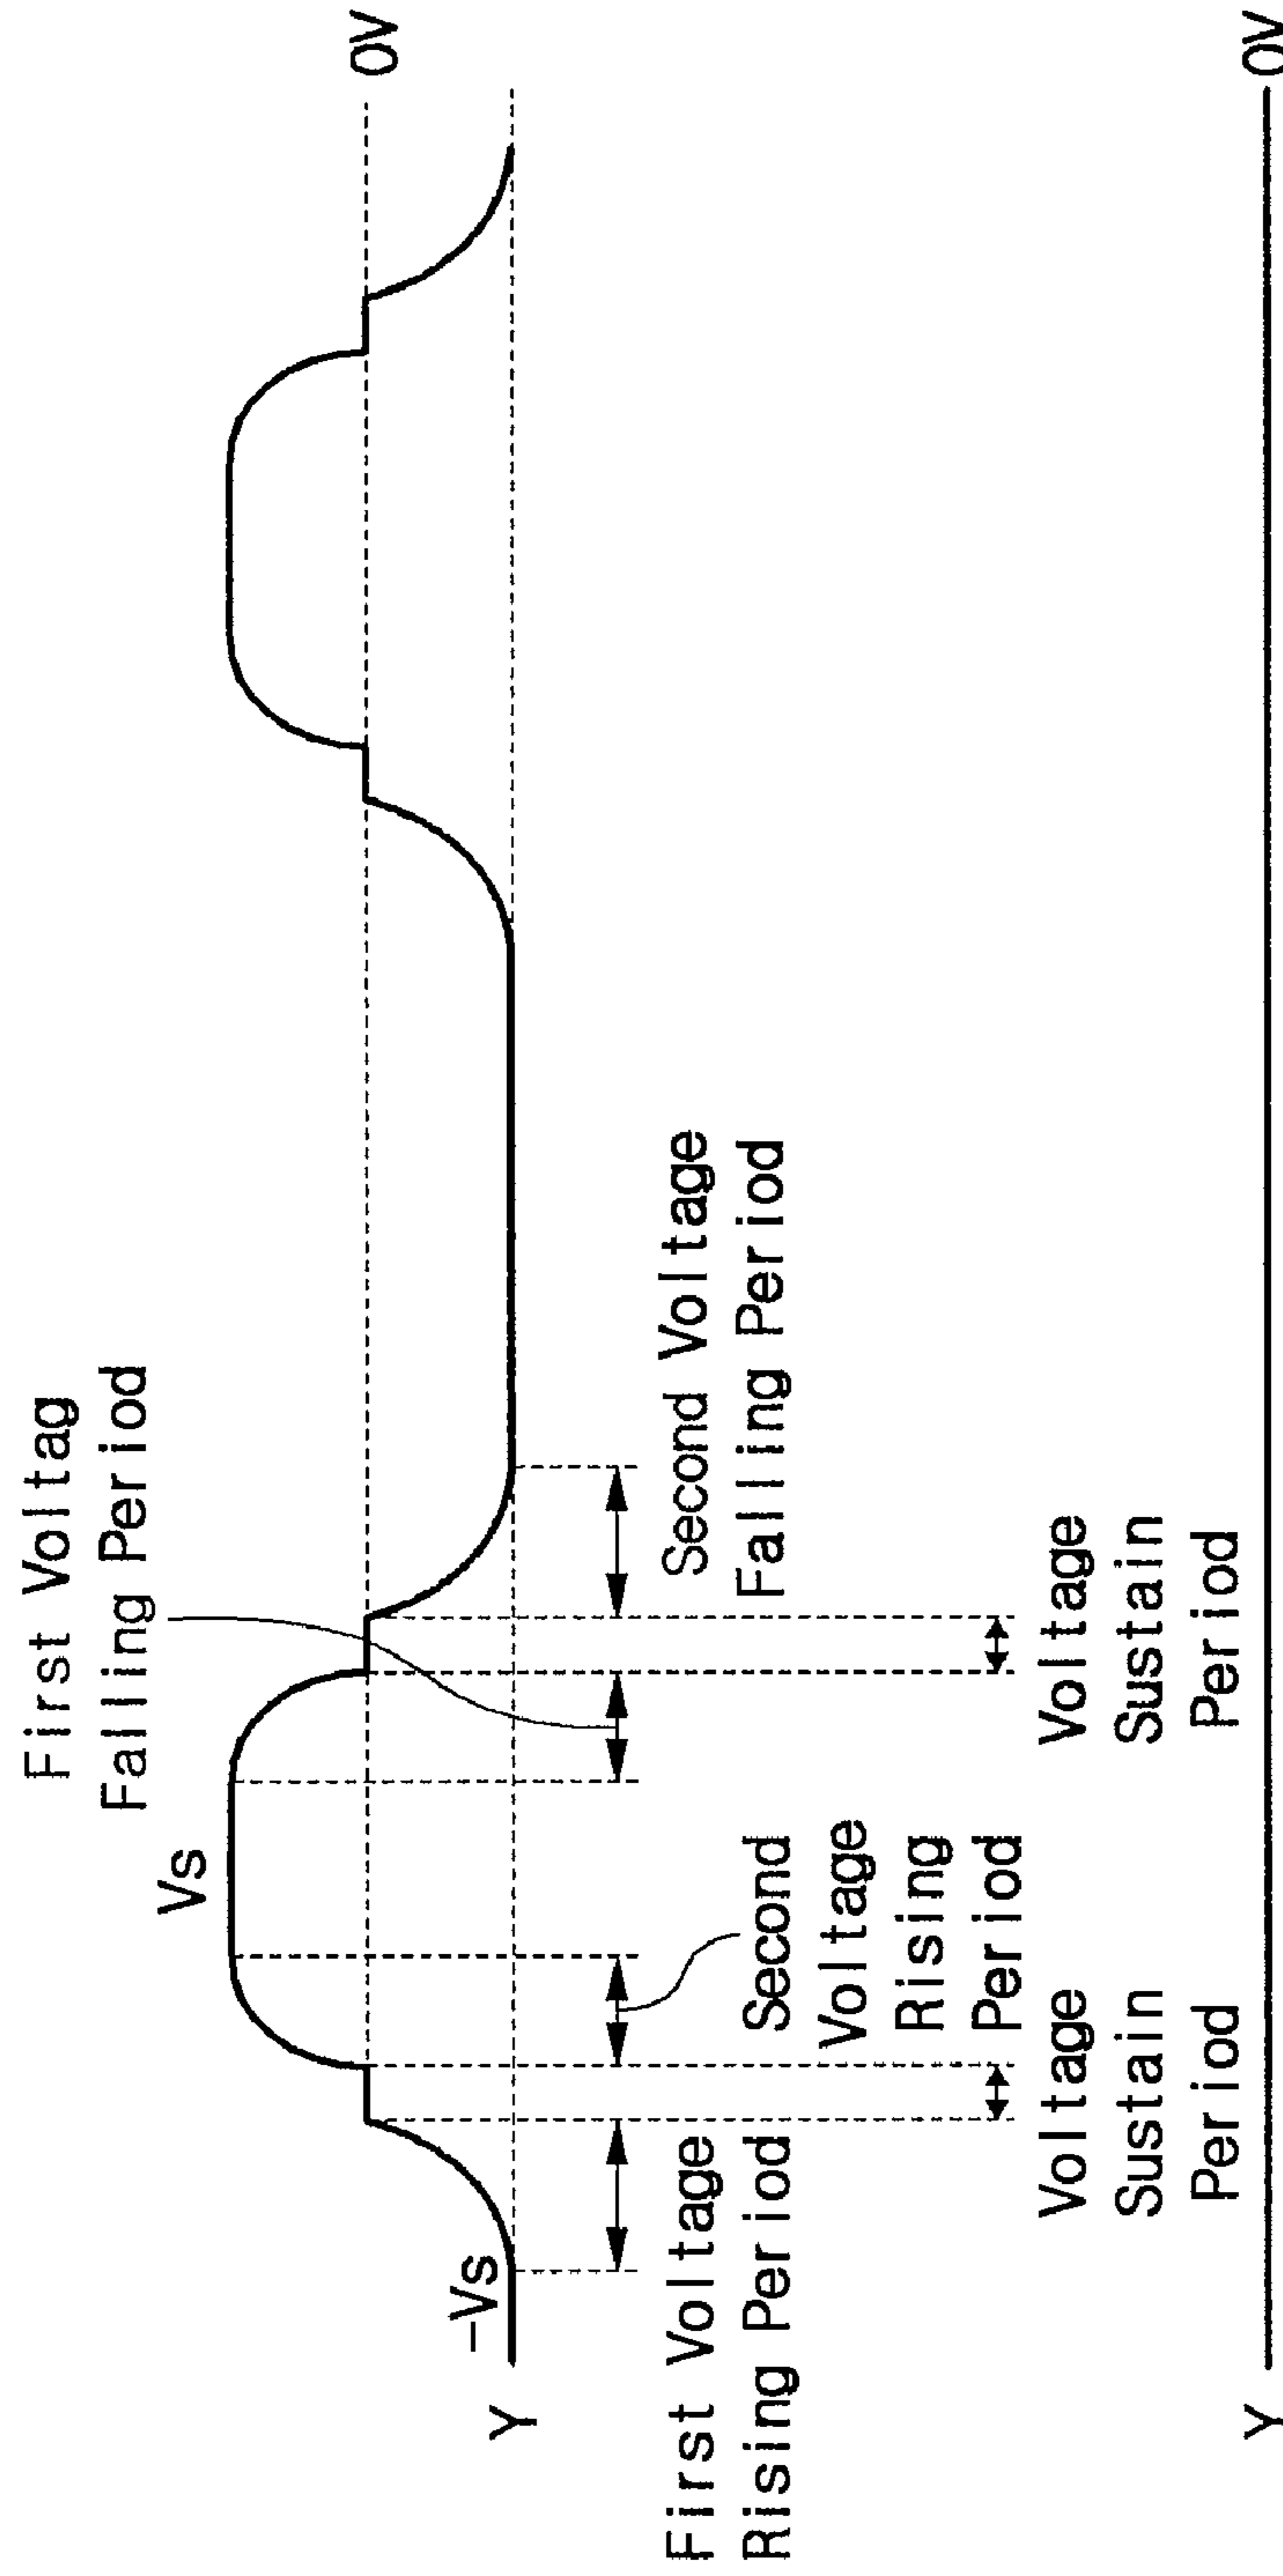 First Voltag
Falling Period
Vs
0V
-Vs
Y
First Voltage
Rising Period
Second
Voltage
Rising
Period
Second Voltage
Falling Period
Voltage
Sustain
Period
Voltage
Sustain
Period
Y
0V